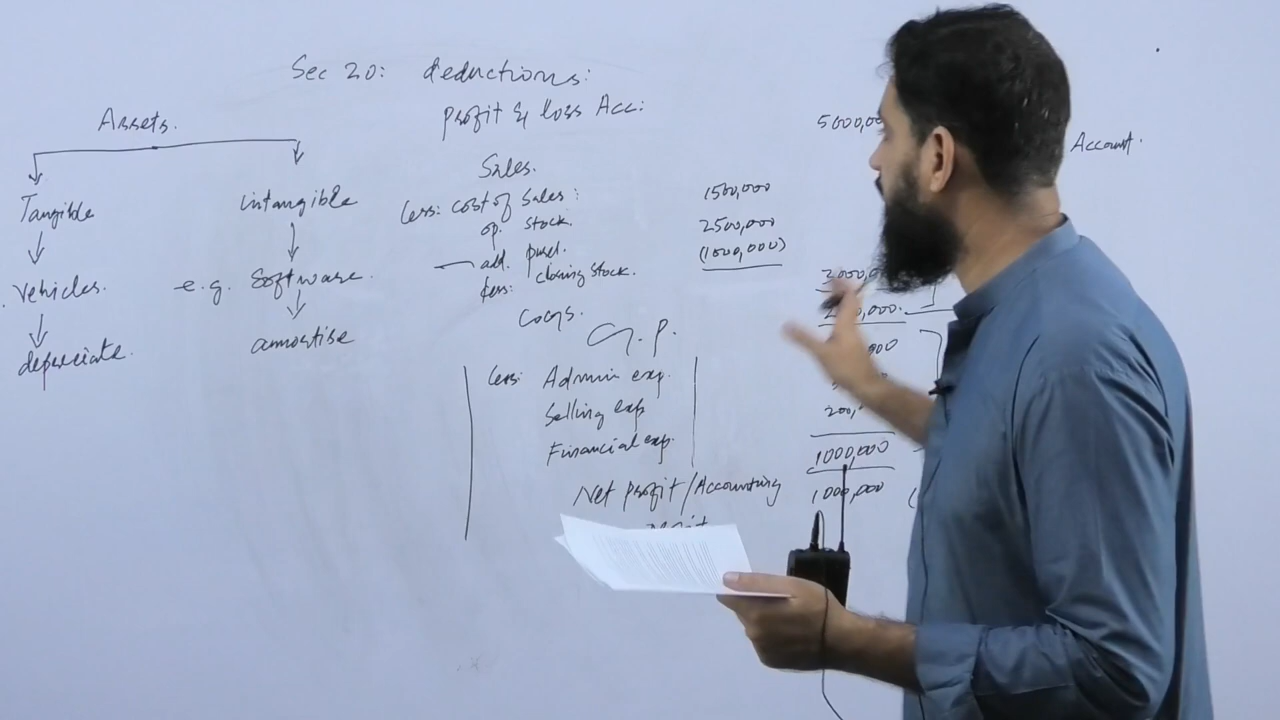 Sec 20: deductions:
profit & loss Acc:
Assets.
Tangible
Vehicles.
depreciate.
intangible
e.g. Software.
amortise
Sales.
Less: cost of Sales:
op. Stock. 1500,000
add. purch. 2500,000
Less: closing Stock. (1000,000)
COGS.
G.P.
Less: Admin exp.
Selling exp
Financial exp. 1000,000
Net profit/Accounting 1000,000
Account.